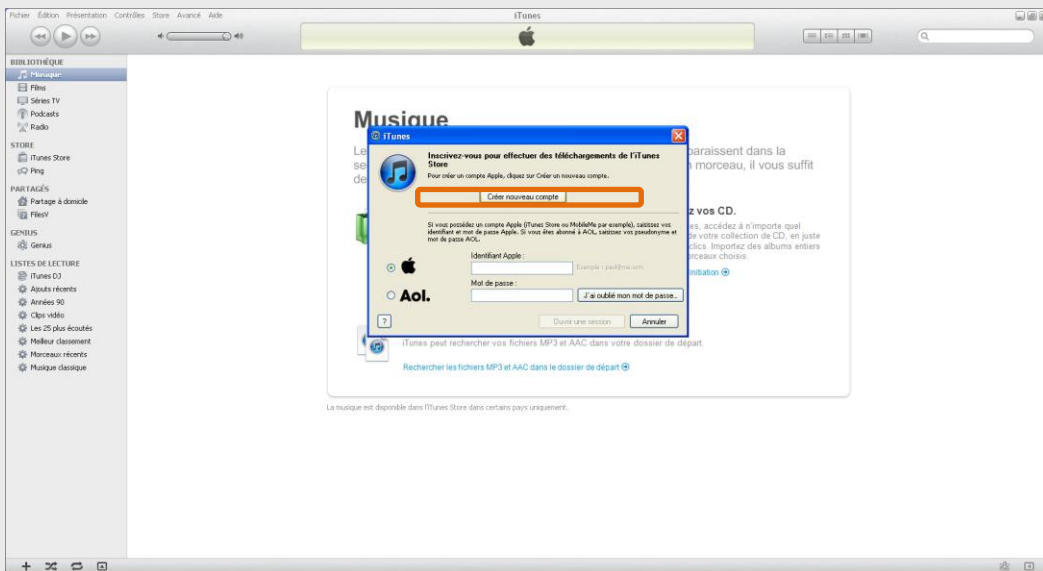 Fichier Édition Présentation Contrôles Store Avancé Aide
iTunes
BIBLIOTHÈQUE
Musique
Films
Séries TV
Podcasts
Radio
STORE
iTunes Store
Ping
PARTAGÉS
Partage à domicile
FilesV
GENIUS
Genius
LISTES DE LECTURE
iTunes DJ
Ajouts récents
Années 90
Clips vidéo
Les 25 plus écoutés
Meilleur classement
Morceaux récents
Musique classique
Musique
Le
paraissent dans la
se
morceau, il vous suffit
de
iTunes
Inscrivez-vous pour effectuer des téléchargements de l'iTunes
Store
Pour créer un compte Apple, cliquez sur Créer un nouveau compte.
Créer nouveau compte
Si vous possédez un compte Apple (iTunes Store ou MobileMe par exemple), saisissez vos
identifiant et mot de passe Apple. Si vous êtes abonné à AOL, saisissez vos pseudonyme et
mot de passe AOL.
Identifiant Apple :
Exemple : paul@me.com
Aol.
Mot de passe :
J'ai oublié mon mot de passe..
?
Ouvrir une session
Annuler
z vos CD.
es, accédez à n'importe quel
de votre collection de CD, en juste
clics. Importez des albums entiers
orceaux choisis.
initiation
iTunes peut rechercher vos fichiers MP3 et AAC dans votre dossier de départ.
Rechercher les fichiers MP3 et AAC dans le dossier de départ
La musique est disponible dans l'iTunes Store dans certains pays uniquement.